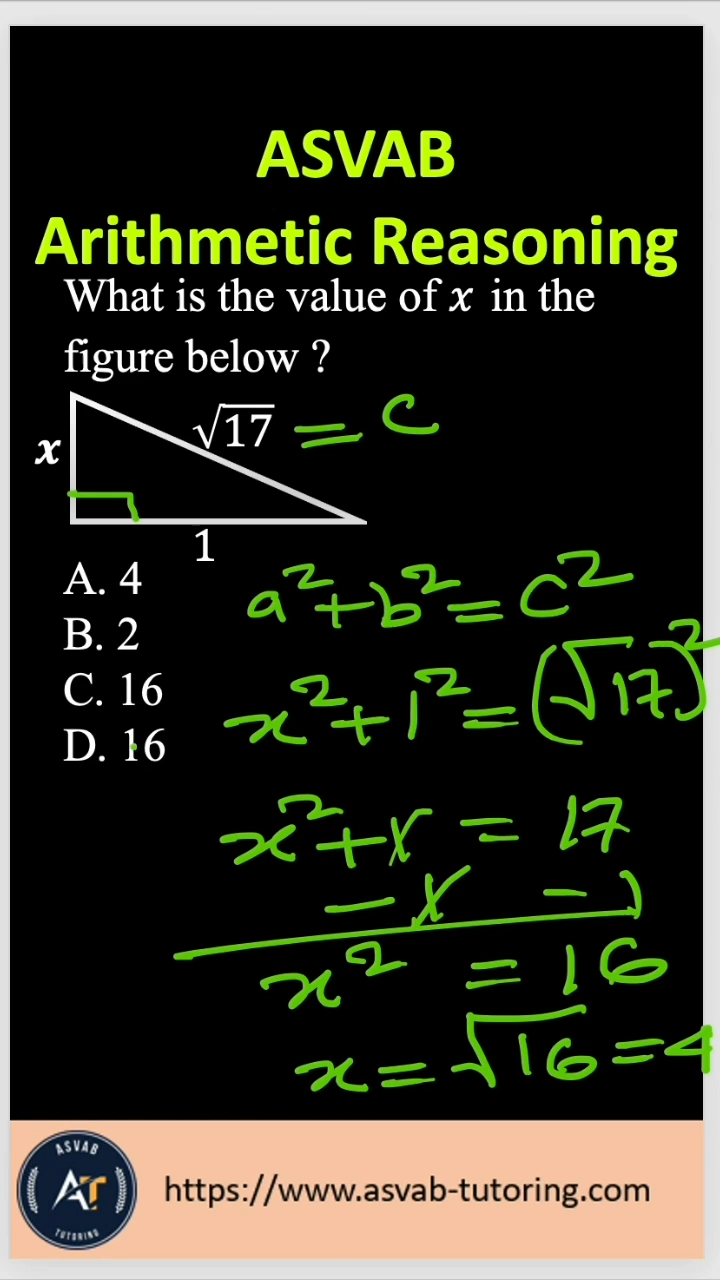 ASVAB
Arithmetic Reasoning
What is the value of x in the
figure below ?
√17 = c
x
1
A. 4
B. 2
C. 16
D. 16
a² + b² = c²
x² + 1² = (√17)²
x² + 1 = 17
- 1 - 1
x² = 16
x = √16 = 4
ASVAB
AT
TUTORING
https://www.asvab-tutoring.com